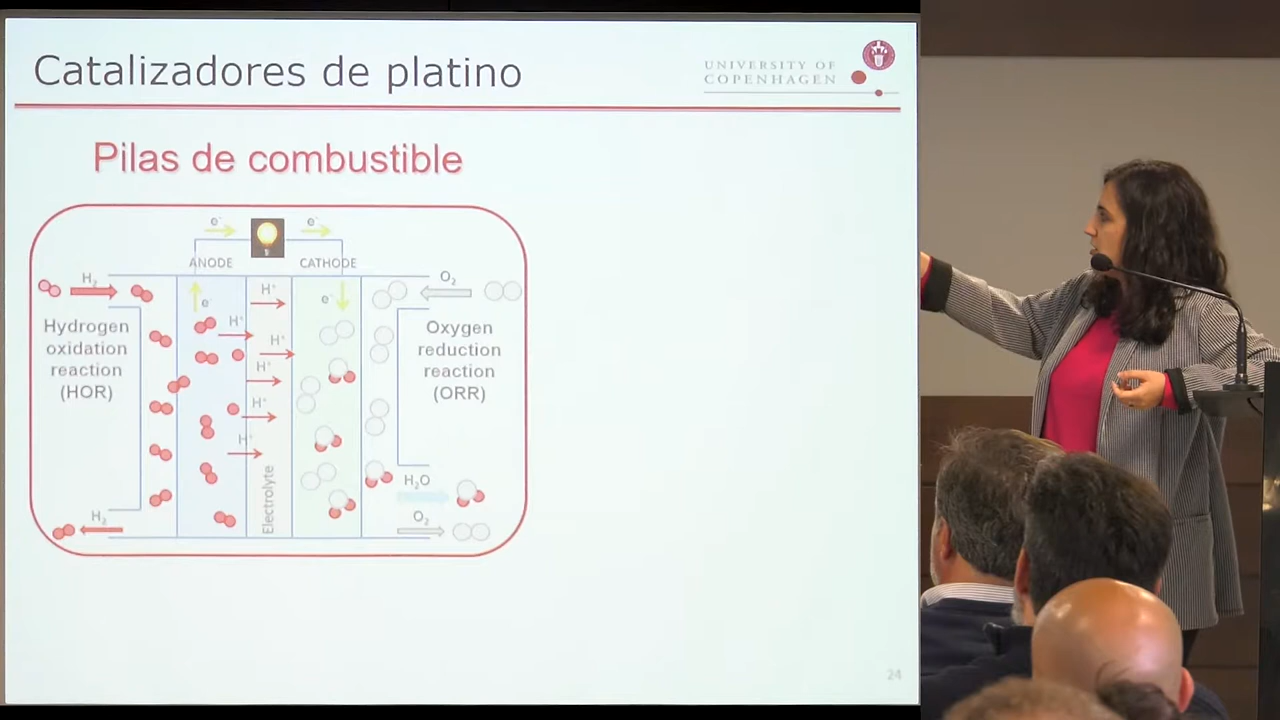 Catalizadores de platino
UNIVERSITY OF
COPENHAGEN
Pilas de combustible
e⁻
e⁻
ANODE
CATHODE
H₂
O₂
H⁺
e⁻
e⁻
H⁺
H⁺
H⁺
H⁺
H⁺
Hydrogen
oxidation
reaction
(HOR)
Oxygen
reduction
reaction
(ORR)
Electrolyte
H₂O
H₂
O₂
24